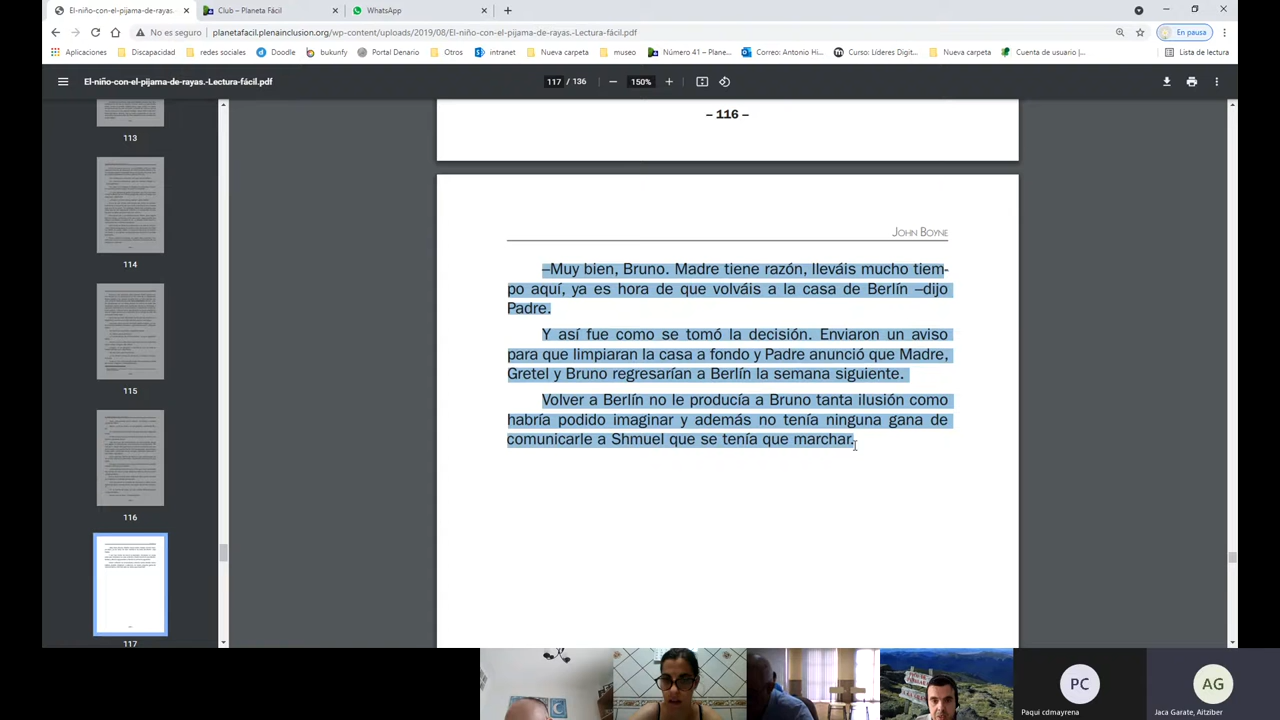 El-niño-con-el-pijama-de-rayas.-L
Club – Planeta Fácil
WhatsApp
No es seguro
planetafacil.plenainclusion.org/wp-content/uploads/2019/08/El-niño-con-el-pijama-de-rayas.-Lectura-fácil.pdf
En pausa
Aplicaciones
Discapacidad
redes sociales
Doodle
bukunfy
Portal Denario
Otros
intranet
Nueva carpeta
museo
Número 41 – Plane...
Correo: Antonio Hi...
Curso: Líderes Digit...
Nueva carpeta
Cuenta de usuario|...
Lista de lectura
El-niño-con-el-pijama-de-rayas.-Lectura-fácil.pdf
117 / 136
150%
113
114
115
116
117
– 116 –
John Boyne
–Muy bien, Bruno. Madre tiene razón, lleváis mucho tiem-
po aquí, ya es hora de que volváis a la casa de Berlín –dijo
Padre.
Y así fue como se tomó la decisión. Enviaron un aviso
para que limpiaran la casa a fondo y Padre anunció que Madre,
Gretel y Bruno regresarían a Berlín la semana siguiente.
Volver a Berlín no le producía a Bruno tanta ilusión como
habría podido imaginar y además no tenía ninguna gana de
comunicarle a Shmuel que se tenía que marchar.
PC
Paqui cdmayrena
AG
Jaca Garate, Aitziber